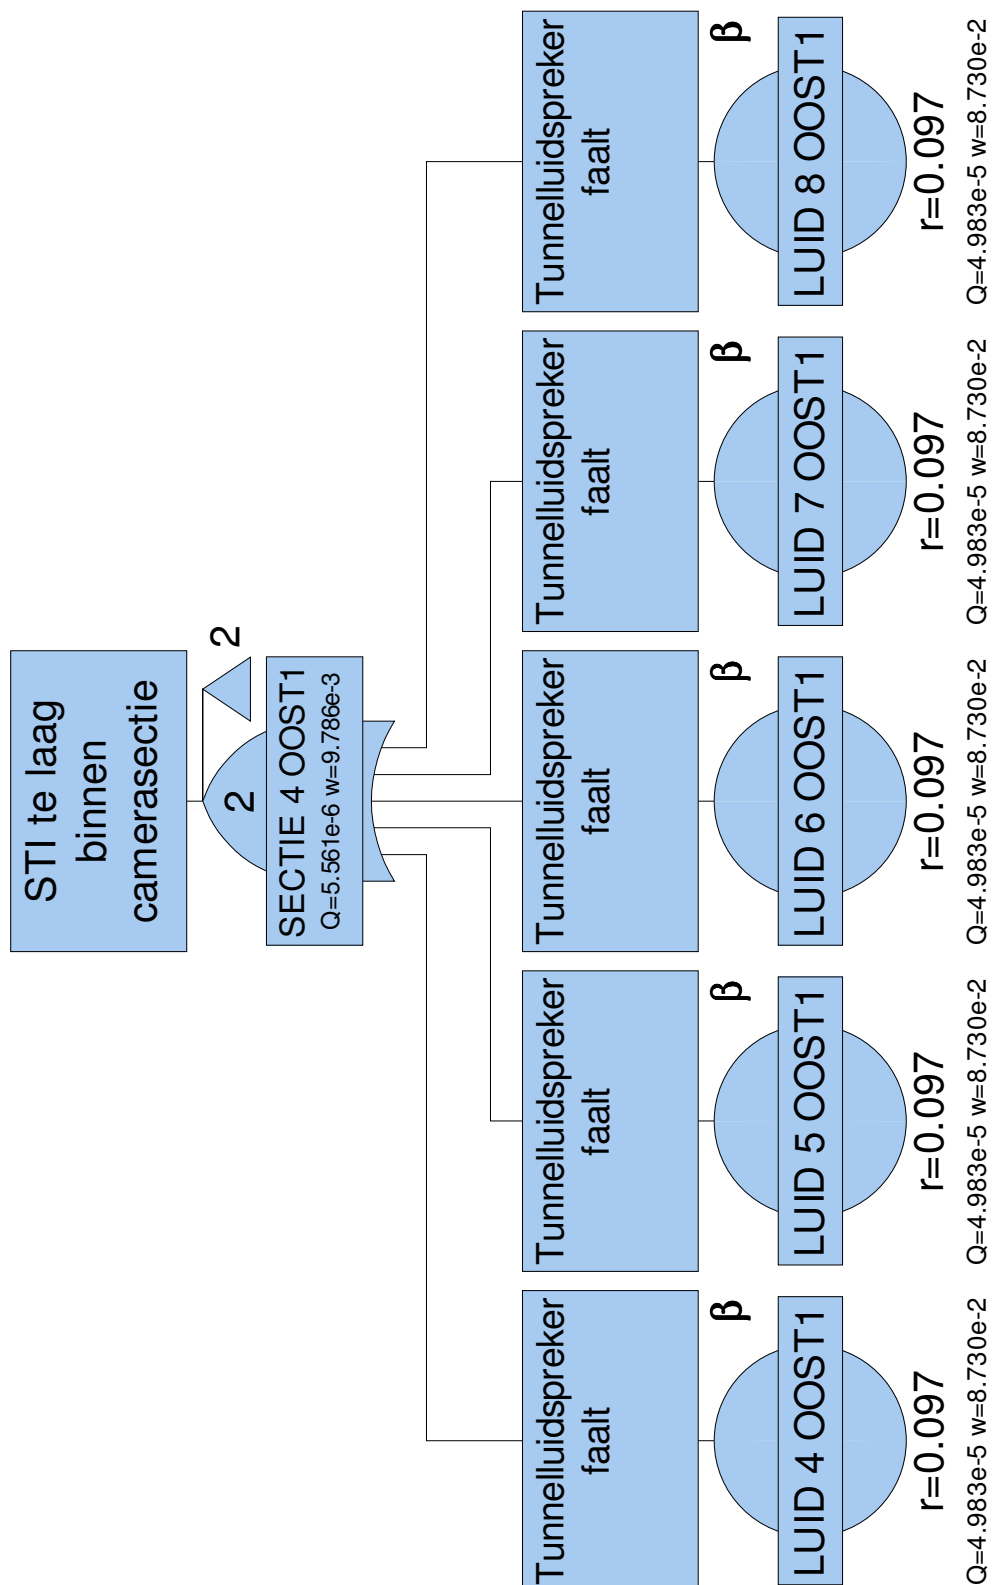 STI te laag
binnen
camerasectie
2
2
SECTIE 4 OOST1
Q=5.561e-6 w=9.786e-3
Tunnelluidspreker
faalt
β
LUID 4 OOST1
r=0.097
Q=4.983e-5 w=8.730e-2
Tunnelluidspreker
faalt
β
LUID 5 OOST1
r=0.097
Q=4.983e-5 w=8.730e-2
Tunnelluidspreker
faalt
β
LUID 6 OOST1
r=0.097
Q=4.983e-5 w=8.730e-2
Tunnelluidspreker
faalt
β
LUID 7 OOST1
r=0.097
Q=4.983e-5 w=8.730e-2
Tunnelluidspreker
faalt
β
LUID 8 OOST1
r=0.097
Q=4.983e-5 w=8.730e-2